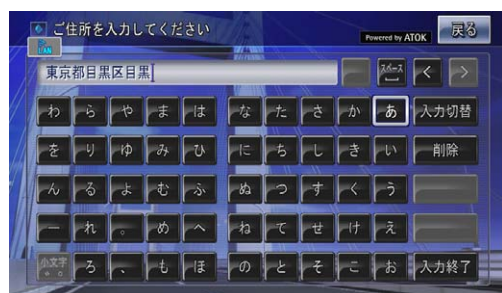 ご住所を入力してください Powered by ATOK 戻る
LAN
東京都目黒区目黒 スペース < >
わ ら や ま は な た さ か あ 入力切替
を り ゆ み ひ に ち し き い 削除
ん る よ む ふ ぬ つ す く う
ー れ 。 め へ ね て せ け え
小文字 ろ 、 も ほ の と そ こ お 入力終了